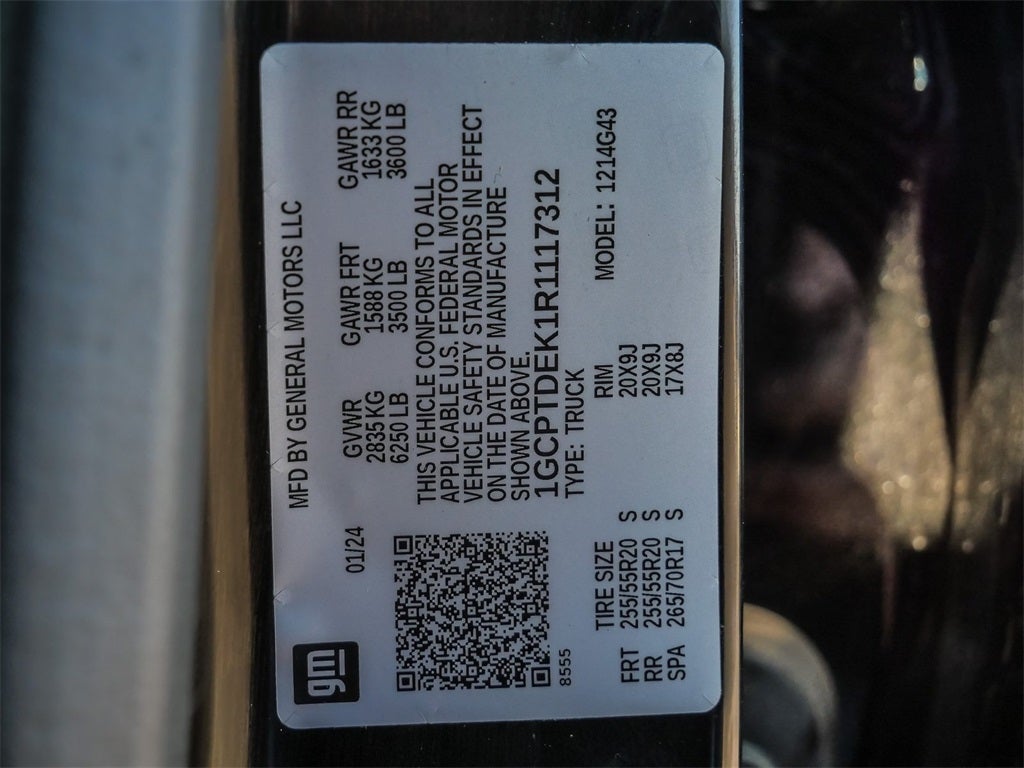 gm
MFD BY GENERAL MOTORS LLC
01/24 GVWR GAWR FRT GAWR RR
2835 KG 1588 KG 1633 KG
6250 LB 3500 LB 3600 LB
THIS VEHICLE CONFORMS TO ALL
APPLICABLE U.S. FEDERAL MOTOR
VEHICLE SAFETY STANDARDS IN EFFECT
ON THE DATE OF MANUFACTURE
SHOWN ABOVE.
1GCPTDEK1R1117312
8555 TYPE: TRUCK
TIRE SIZE RIM MODEL: 1214G43
FRT 255/55R20 S 20X9J
RR 255/55R20 S 20X9J
SPA 265/70R17 S 17X8J